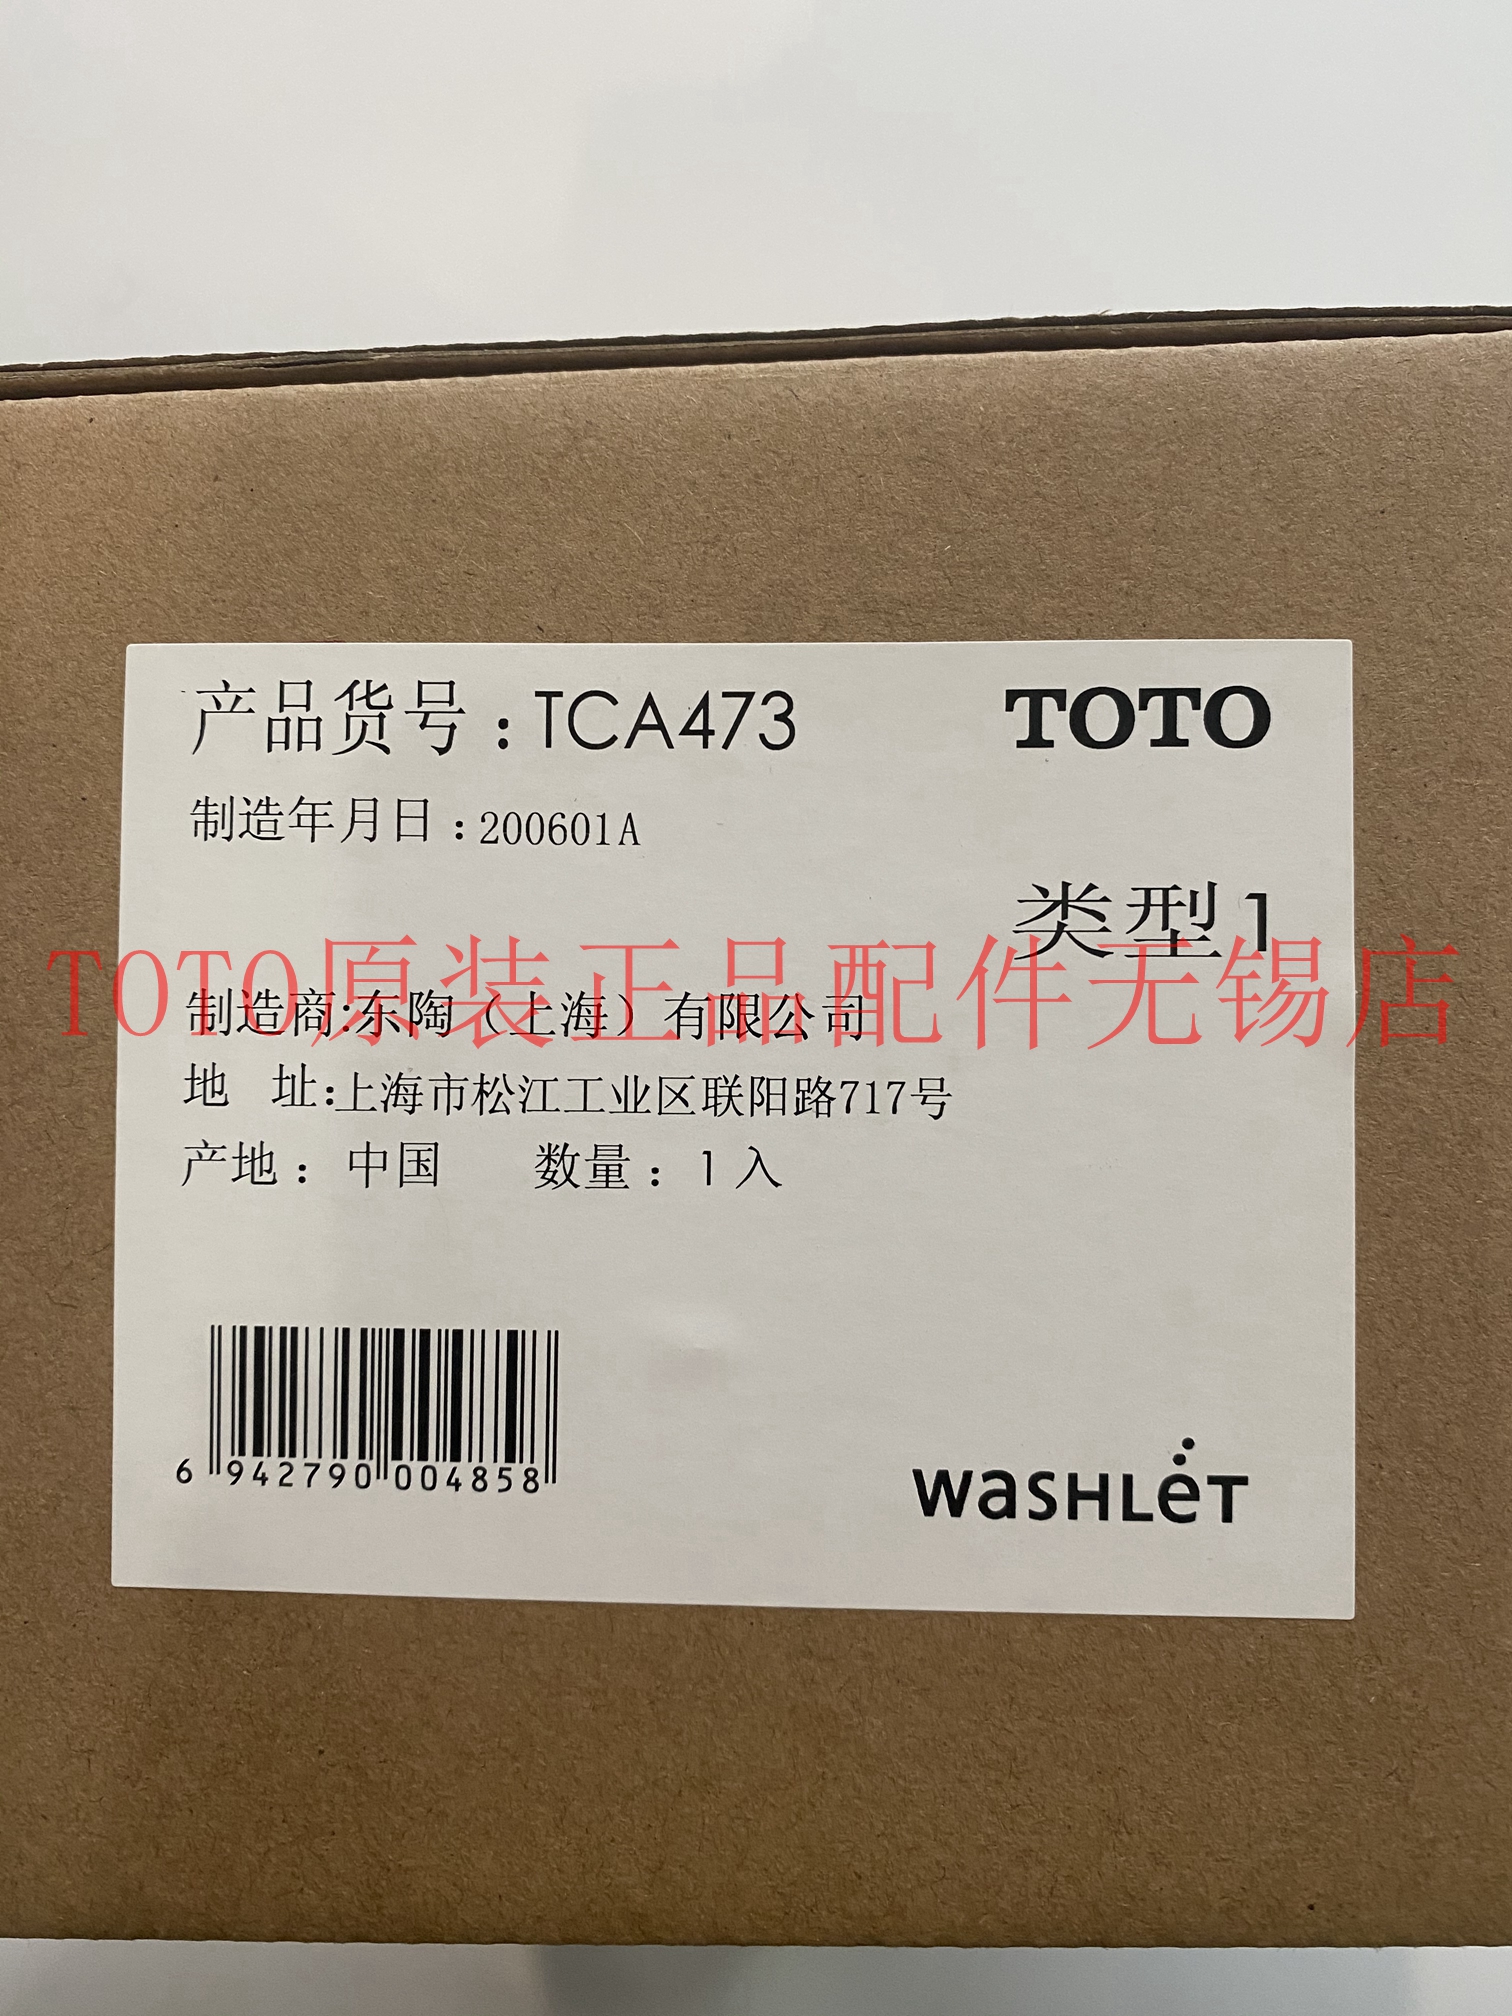 产品货号：TCA473
TOTO
制造年月日：200601A
类型1
TOTO原装正品配件无锡店
制造商:东陶（上海）有限公司
地 址:上海市松江工业区联阳路717号
产地： 中国 数量：1入
6 942790 004858
WASHLET